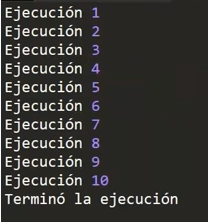 Ejecución 1
Ejecución 2
Ejecución 3
Ejecución 4
Ejecución 5
Ejecución 6
Ejecución 7
Ejecución 8
Ejecución 9
Ejecución 10
Terminó la ejecución